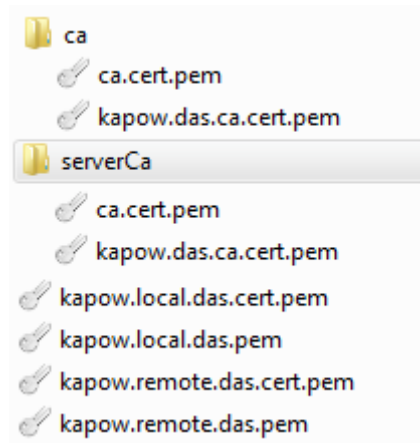 ca
ca.cert.pem
kapow.das.ca.cert.pem
serverCa
ca.cert.pem
kapow.das.ca.cert.pem
kapow.local.das.cert.pem
kapow.local.das.pem
kapow.remote.das.cert.pem
kapow.remote.das.pem